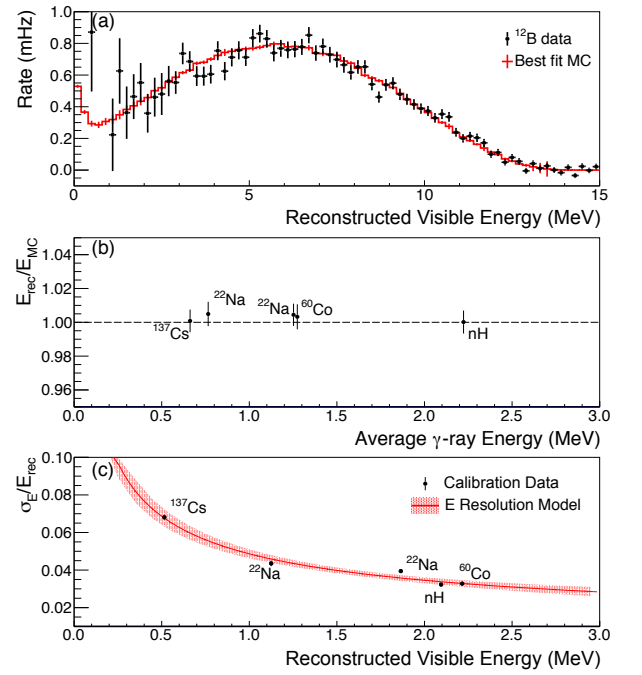 (a)
¹²B data
Best fit MC
Rate (mHz)
0.8
0.6
0.4
0.2
0.0
0 5 10 15
Reconstructed Visible Energy (MeV)
(b)
E_rec/E_MC
1.04
1.02
1.00
0.98
0.96
¹³⁷Cs
²²Na
²²Na
⁶⁰Co
nH
0.0 0.5 1.0 1.5 2.0 2.5 3.0
Average γ-ray Energy (MeV)
(c)
Calibration Data
E Resolution Model
σ_E/E_rec
0.10
0.08
0.06
0.04
0.02
¹³⁷Cs
²²Na
²²Na
nH
⁶⁰Co
0.0 0.5 1.0 1.5 2.0 2.5 3.0
Reconstructed Visible Energy (MeV)